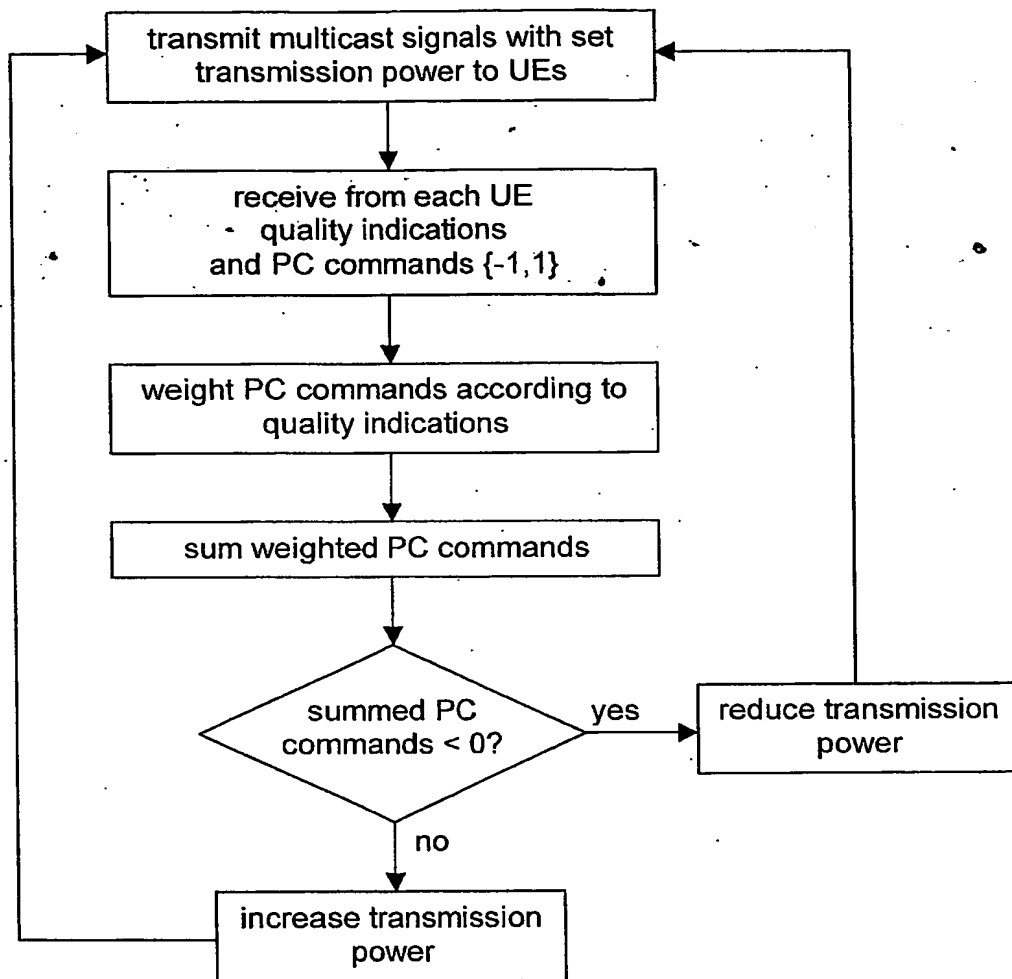 transmit multicast signals with set
transmission power to UEs
receive from each UE
quality indications
and PC commands {-1,1}
weight PC commands according to
quality indications
sum weighted PC commands
summed PC
commands < 0?
yes
reduce transmission
power
no
increase transmission
power